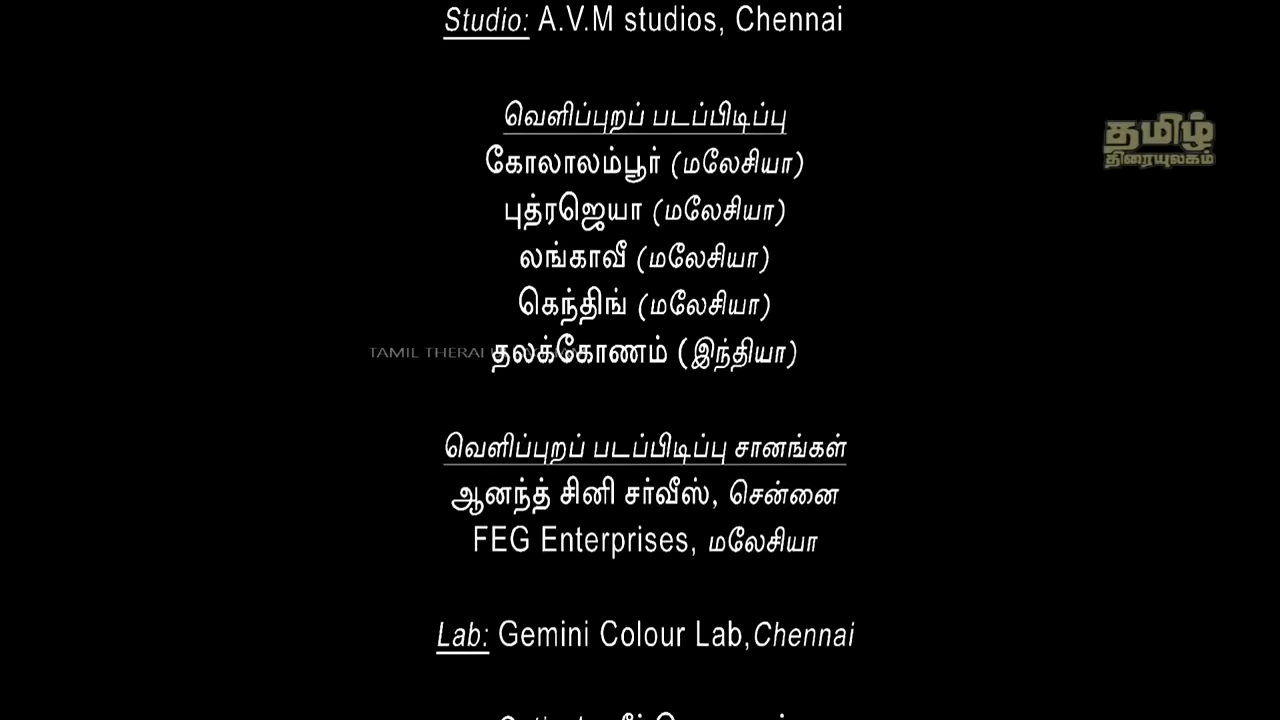 Studio: A.V.M studios, Chennai
வெளிப்புறப் படப்பிடிப்பு
தமிழ்
திரையுலகம்
கோலாலம்பூர் (மலேசியா)
புத்ரஜெயா (மலேசியா)
லங்காவீ (மலேசியா)
கெந்திங் (மலேசியா)
TAMIL THERAI
தலக்கோணம் (இந்தியா)
வெளிப்புறப் படப்பிடிப்பு சானங்கள்
ஆனந்த் சினி சர்வீஸ், சென்னை
FEG Enterprises, மலேசியா
Lab: Gemini Colour Lab,Chennai